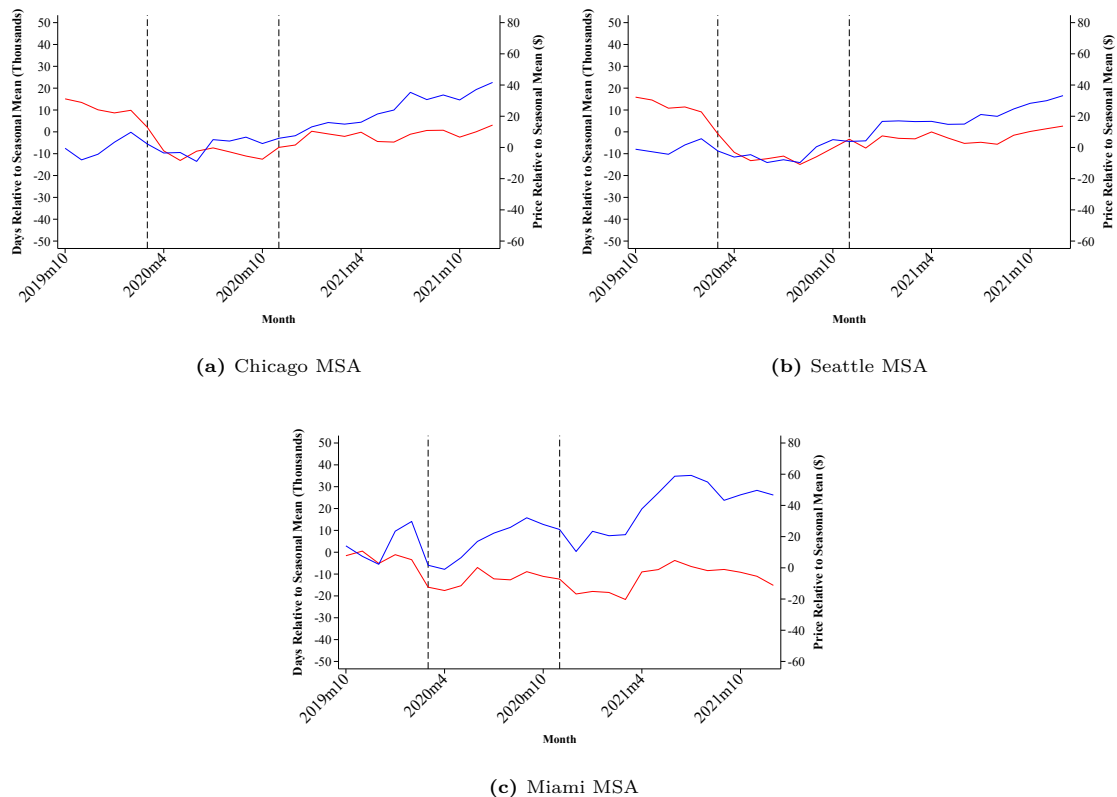 Days Relative to Seasonal Mean (Thousands)
50
40
30
20
10
0
-10
-20
-30
-40
-50
80
60
40
20
0
-20
-40
-60
Price Relative to Seasonal Mean ($)
2019m10
2020m4
2020m10
2021m4
2021m10
Month
(a) Chicago MSA
Days Relative to Seasonal Mean (Thousands)
50
40
30
20
10
0
-10
-20
-30
-40
-50
80
60
40
20
0
-20
-40
-60
Price Relative to Seasonal Mean ($)
2019m10
2020m4
2020m10
2021m4
2021m10
Month
(b) Seattle MSA
Days Relative to Seasonal Mean (Thousands)
50
40
30
20
10
0
-10
-20
-30
-40
-50
80
60
40
20
0
-20
-40
-60
Price Relative to Seasonal Mean ($)
2019m10
2020m4
2020m10
2021m4
2021m10
Month
(c) Miami MSA